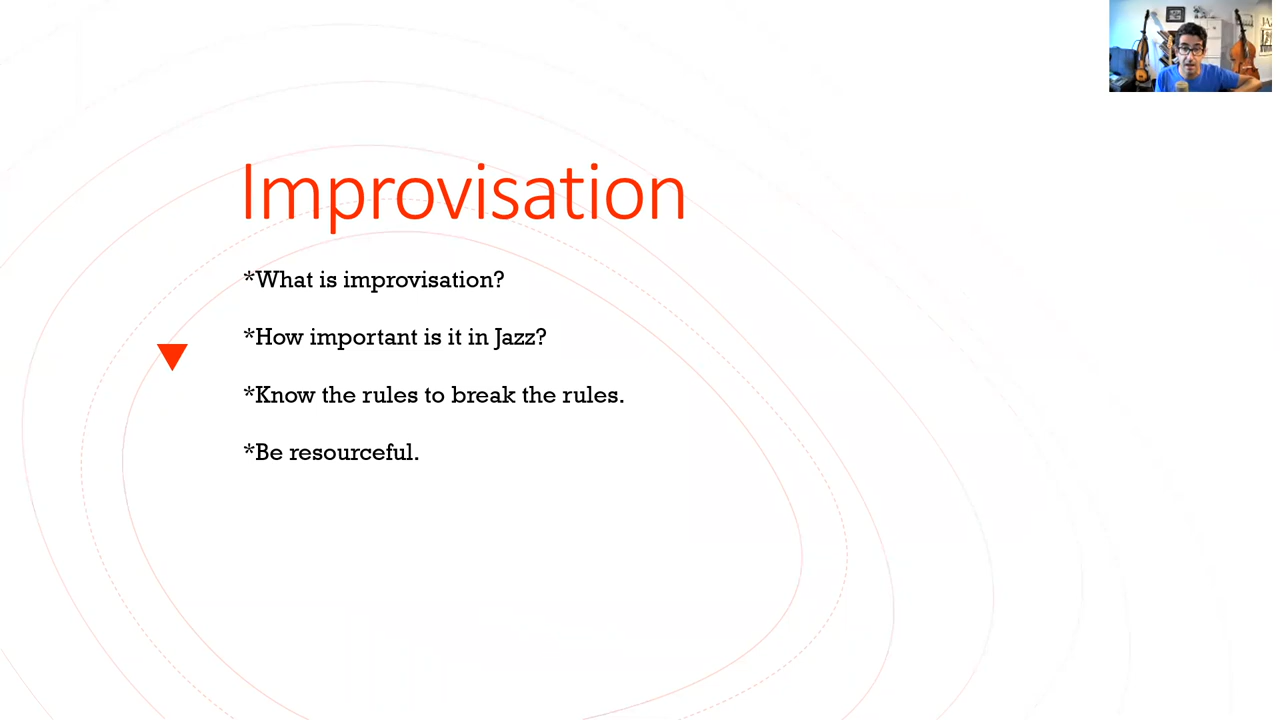 Improvisation
*What is improvisation?
*How important is it in Jazz?
*Know the rules to break the rules.
*Be resourceful.